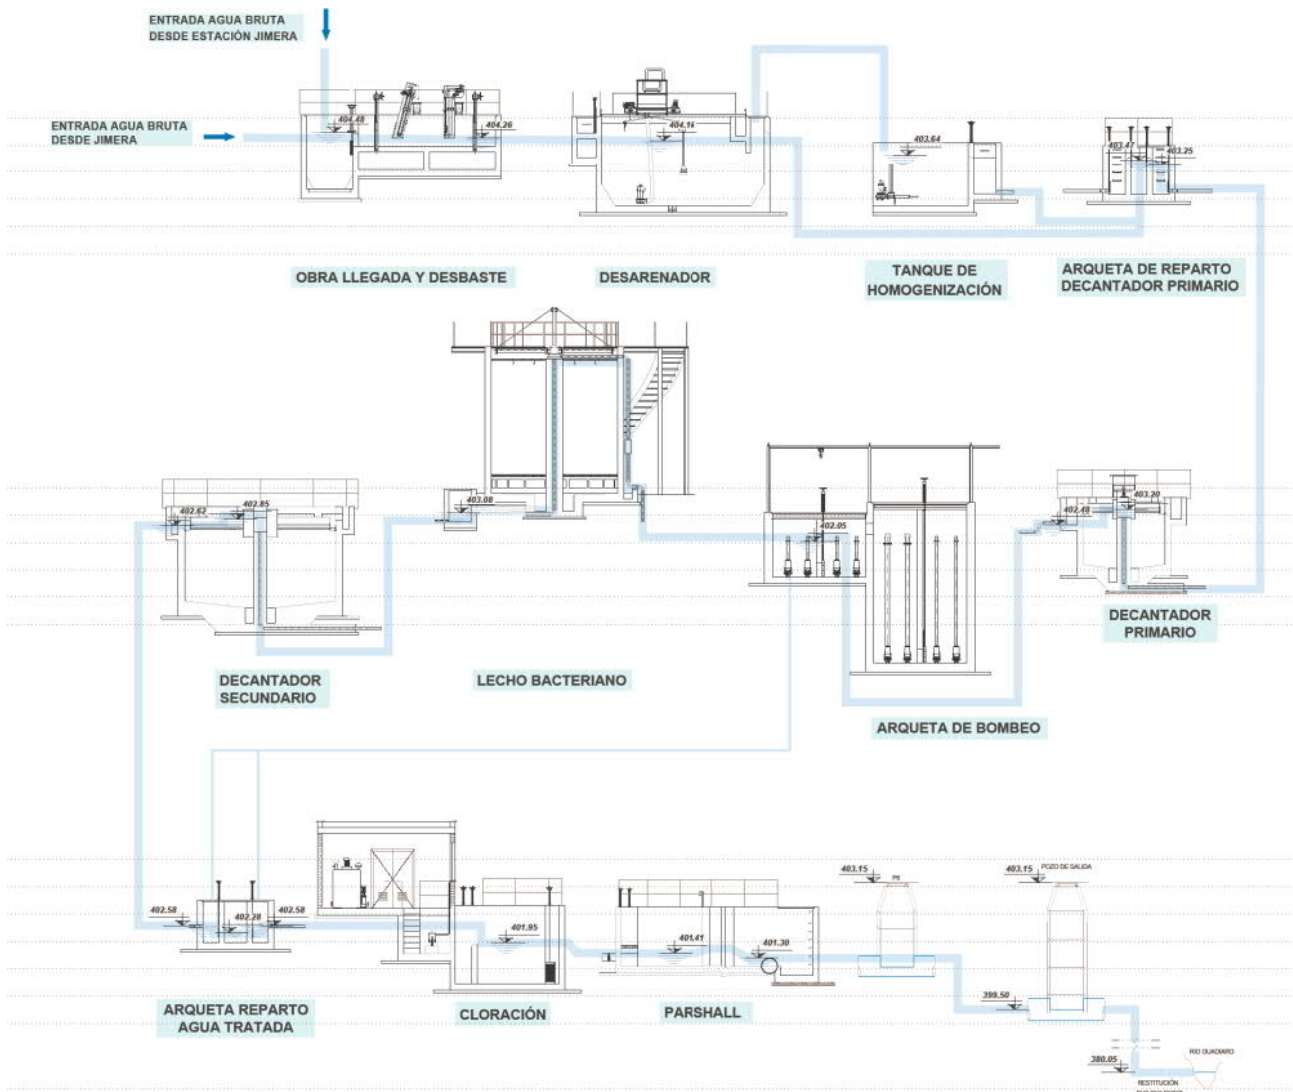 ENTRADA AGUA BRUTA
DESDE ESTACIÓN JIMERA
ENTRADA AGUA BRUTA
DESDE JIMERA
404.48
404.26
404.16
403.64
403.47
403.25
OBRA LLEGADA Y DESBASTE
DESARENADOR
TANQUE DE
HOMOGENIZACIÓN
ARQUETA DE REPARTO
DECANTADOR PRIMARIO
402.62
402.85
403.08
402.05
402.48
403.20
DECANTADOR
PRIMARIO
DECANTADOR
SECUNDARIO
LECHO BACTERIANO
ARQUETA DE BOMBEO
402.58
402.28
402.58
401.95
401.41
401.30
403.15
403.15
POZO DE SALIDA
399.50
380.05
RIO GUADIARO
RESTITUCIÓN
ARQUETA REPARTO
AGUA TRATADA
CLORACIÓN
PARSHALL